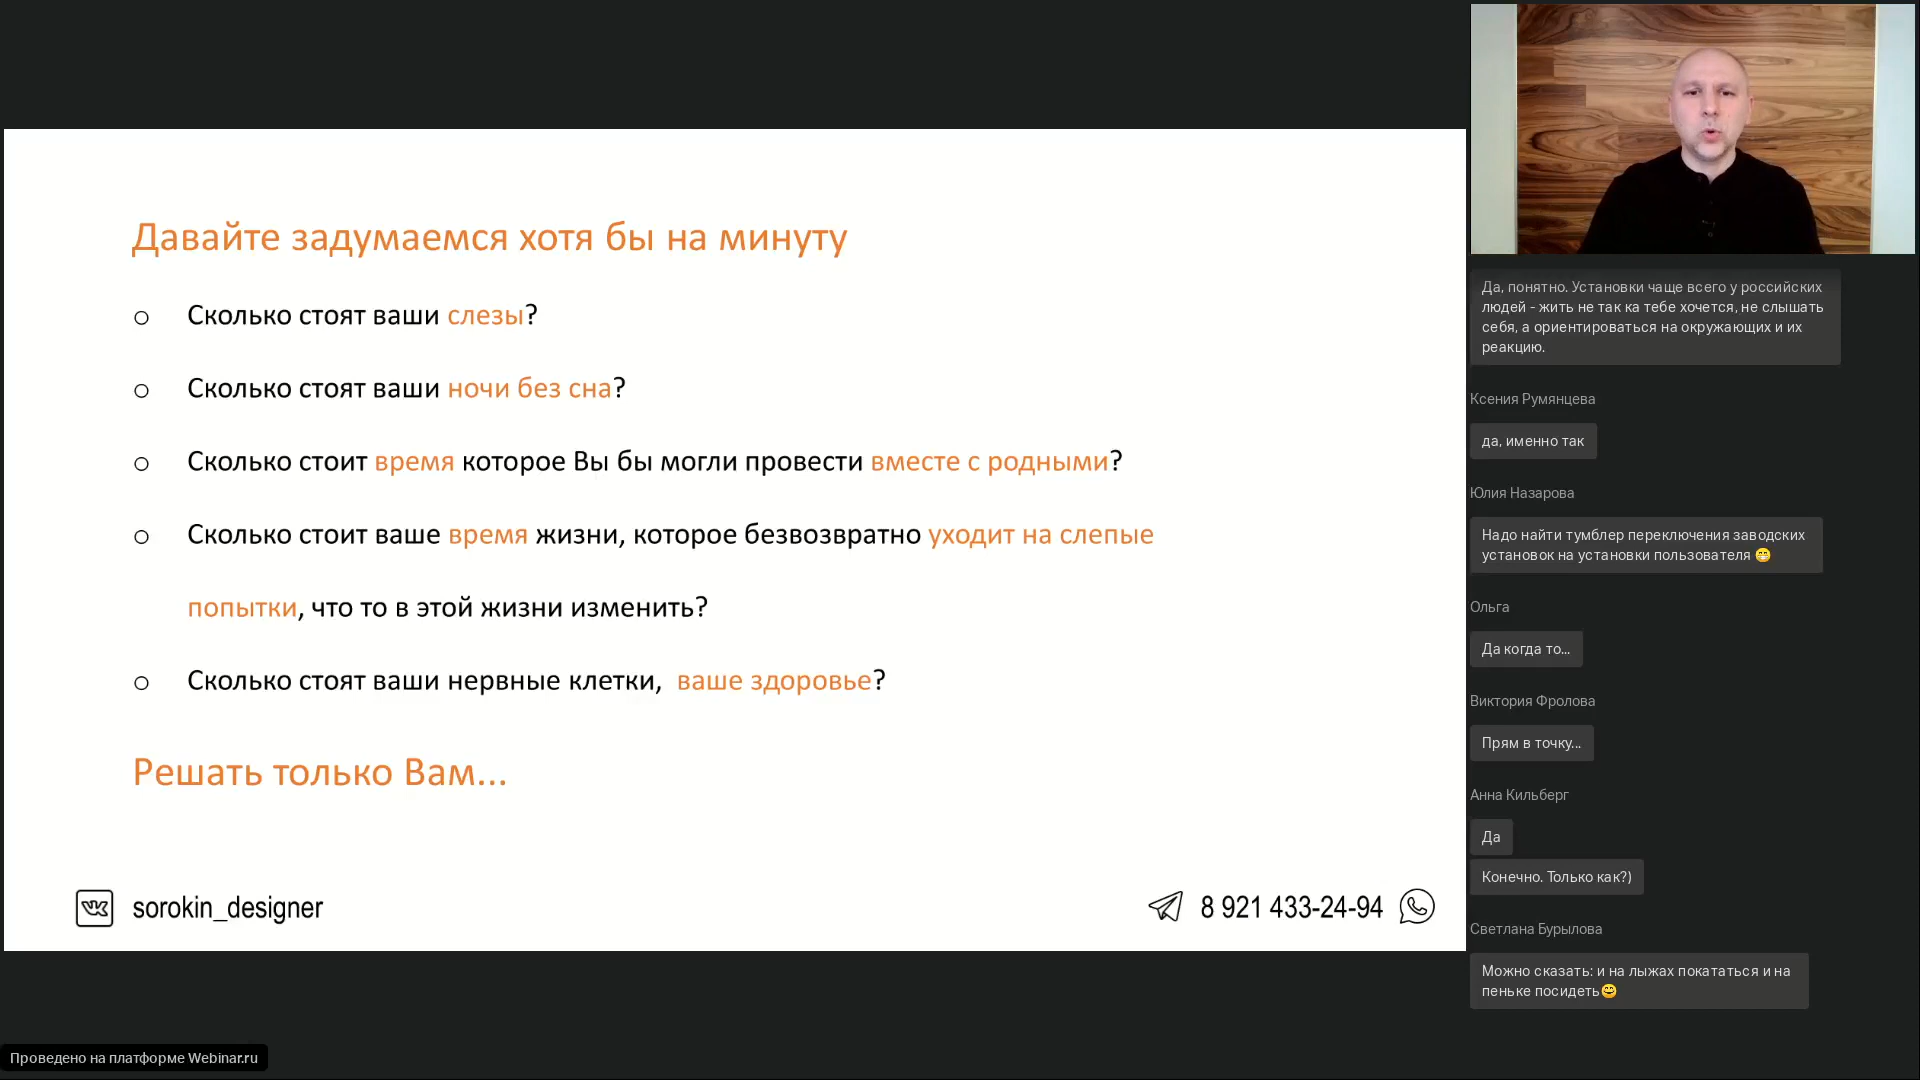 Давайте задумаемся хотя бы на минуту
Сколько стоят ваши слезы?
Сколько стоят ваши ночи без сна?
Сколько стоит время которое Вы бы могли провести вместе с родными?
Сколько стоит ваше время жизни, которое безвозвратно уходит на слепые
попытки, что то в этой жизни изменить?
Сколько стоят ваши нервные клетки, ваше здоровье?
Решать только Вам...
sorokin_designer
8 921 433-24-94
Да, понятно. Установки чаще всего у российских
людей - жить не так ка тебе хочется, не слышать
себя, а ориентироваться на окружающих и их
реакцию.
Ксения Румянцева
да, именно так
Юлия Назарова
Надо найти тумблер переключения заводских
установок на установки пользователя 😁
Ольга
Да когда то...
Виктория Фролова
Прям в точку...
Анна Кильберг
Да
Конечно. Только как?)
Светлана Бурылова
Можно сказать: и на лыжах покататься и на
пеньке посидеть😄
Проведено на платформе Webinar.ru